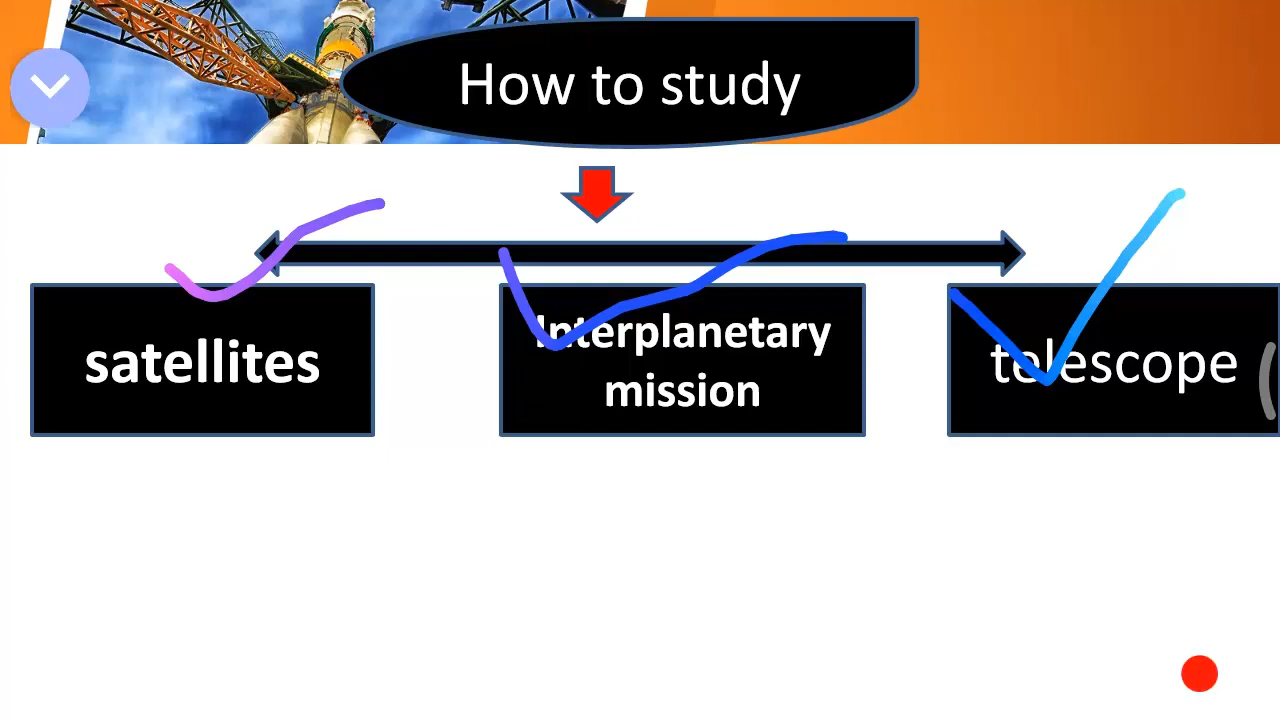 How to study
satellites
Interplanetary
mission
telescope